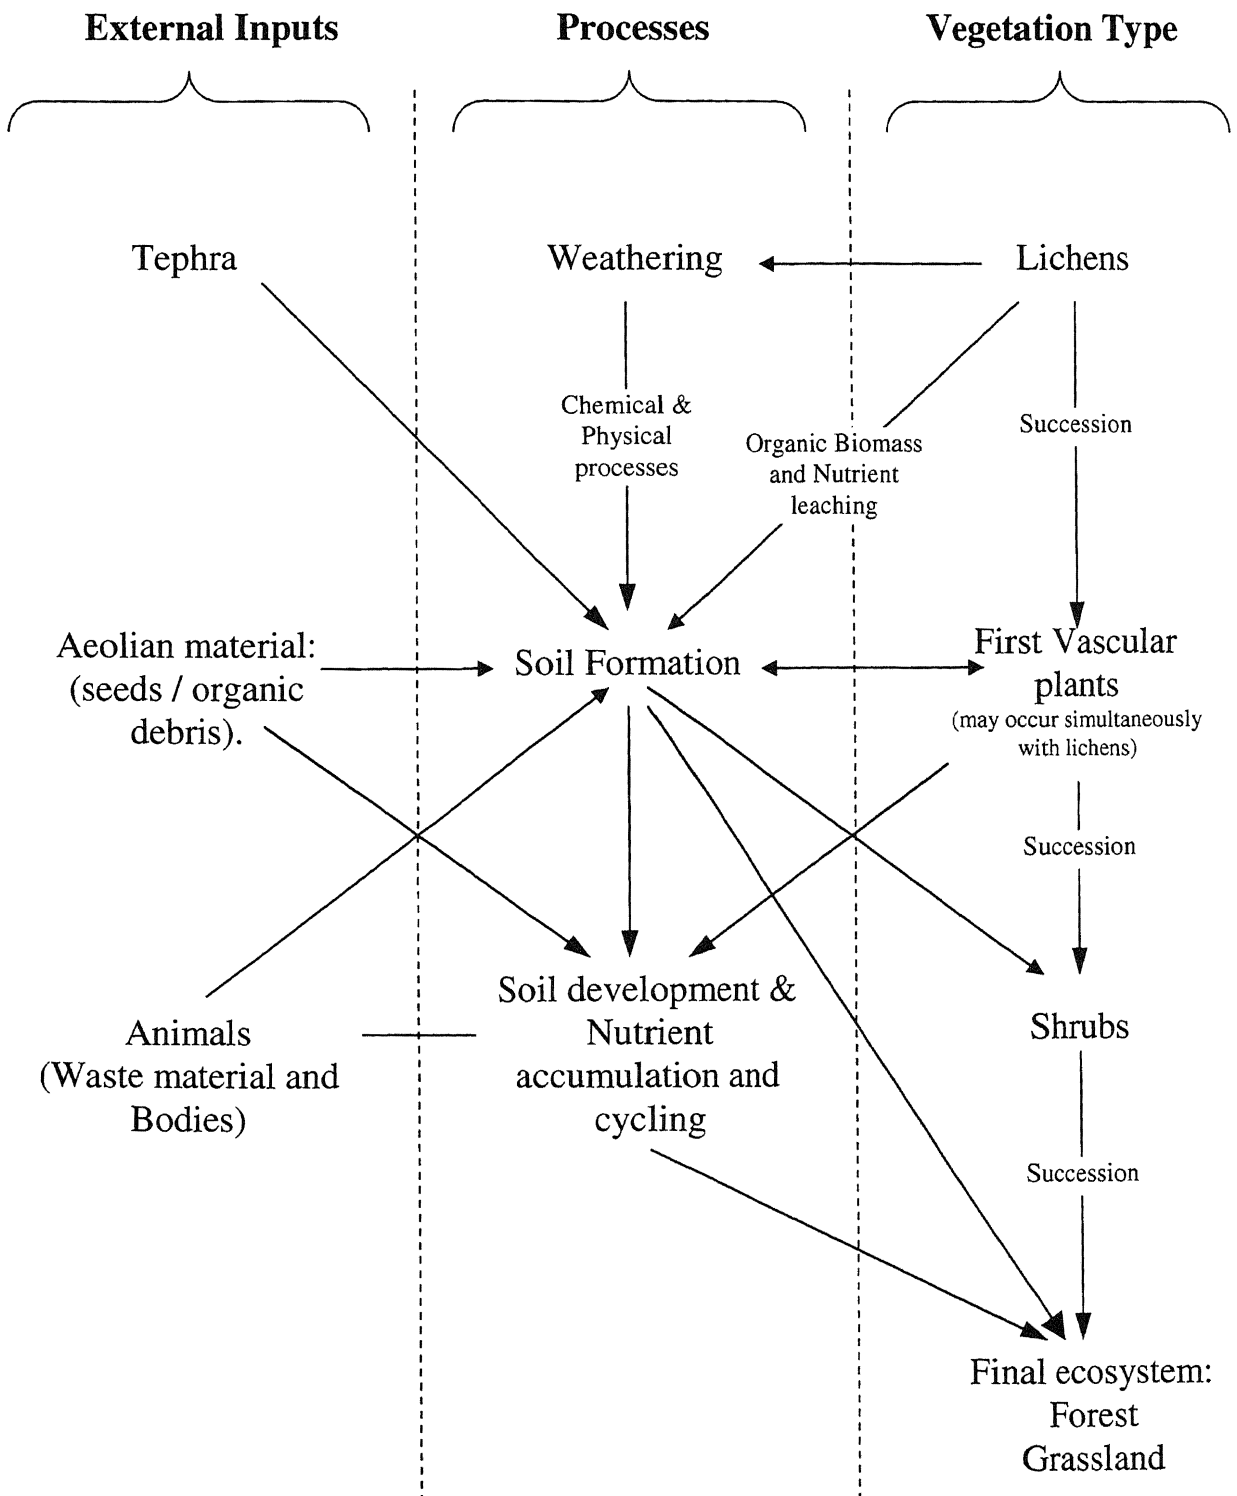 External Inputs
Processes
Vegetation Type
Tephra
Weathering
Lichens
Chemical &
Physical
processes
Organic Biomass
and Nutrient
leaching
Succession
Aeolian material:
(seeds / organic
debris).
Soil Formation
First Vascular
plants
(may occur simultaneously
with lichens)
Succession
Animals
(Waste material and
Bodies)
Soil development &
Nutrient
accumulation and
cycling
Shrubs
Succession
Final ecosystem:
Forest
Grassland